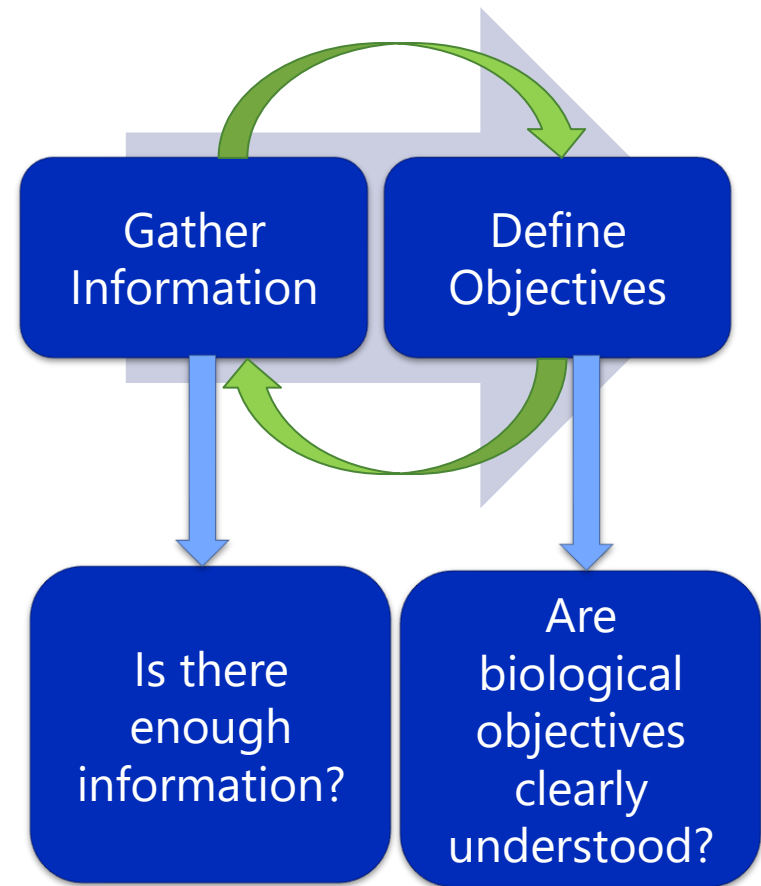 Gather
Information
Define
Objectives
Is there
enough
information?
Are
biological
objectives
clearly
understood?